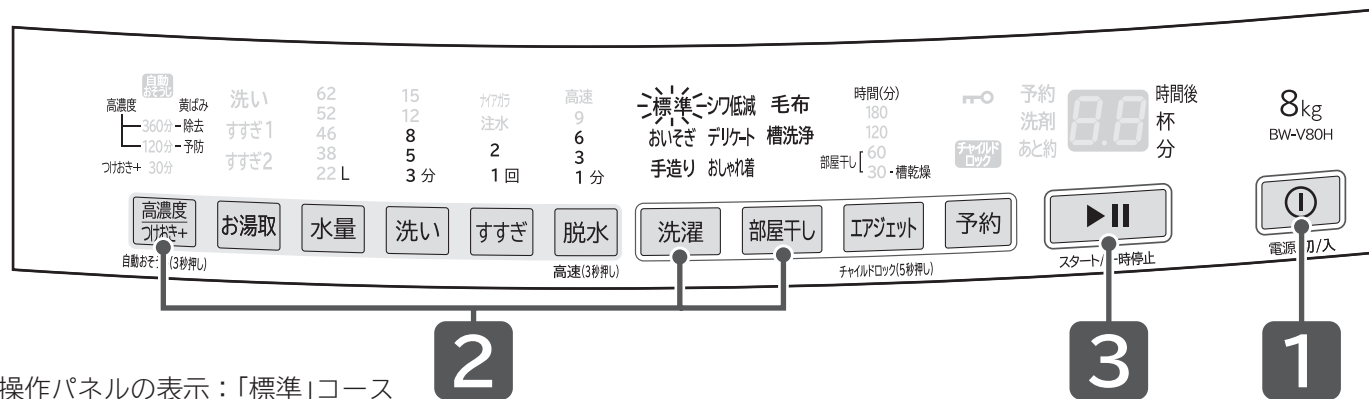 自動おそうじ
高濃度 黄ばみ
360分 - 除去
120分 - 予防
つけおき+ 30分
洗い
すすぎ1
すすぎ2
62
52
46
38
22 L
15
12
8
5
3 分
ナイアガラ
注水
2
1 回
高速
9
6
3
1 分
標準 シワ低減 毛布
おいそぎ デリケート 槽洗浄
手造り おしゃれ着
時間(分)
180
120
部屋干し 60
30 - 槽乾燥
チャイルドロック
予約
洗剤
あと約
8.8
時間後
杯
分
8kg
BW-V80H
高濃度
つけおき+
お湯取
水量
洗い
すすぎ
脱水
洗濯
部屋干し
エアジェット
予約
自動おそう (3秒押し)
高速(3秒押し)
チャイルドロック(5秒押し)
スタート/一時停止
電源 切/入
2
3
1
操作パネルの表示:「標準」コース